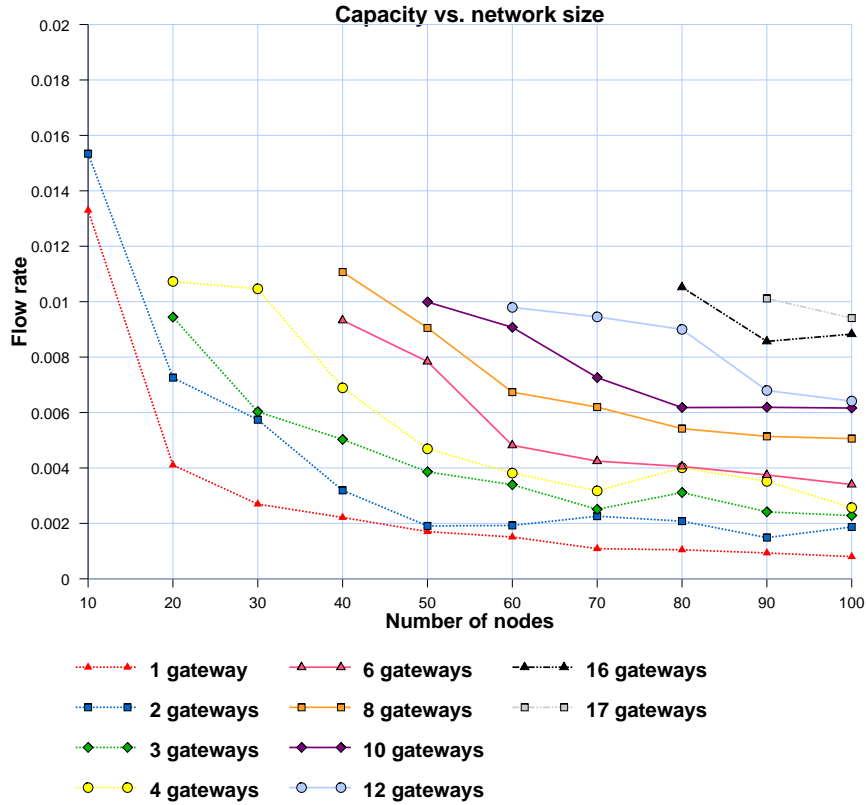 Capacity vs. network size
0.02
0.018
0.016
0.014
0.012
0.01
0.008
0.006
0.004
0.002
0
Flow rate
10 20 30 40 50 60 70 80 90 100
Number of nodes
1 gateway 6 gateways 16 gateways
2 gateways 8 gateways 17 gateways
3 gateways 10 gateways
4 gateways 12 gateways